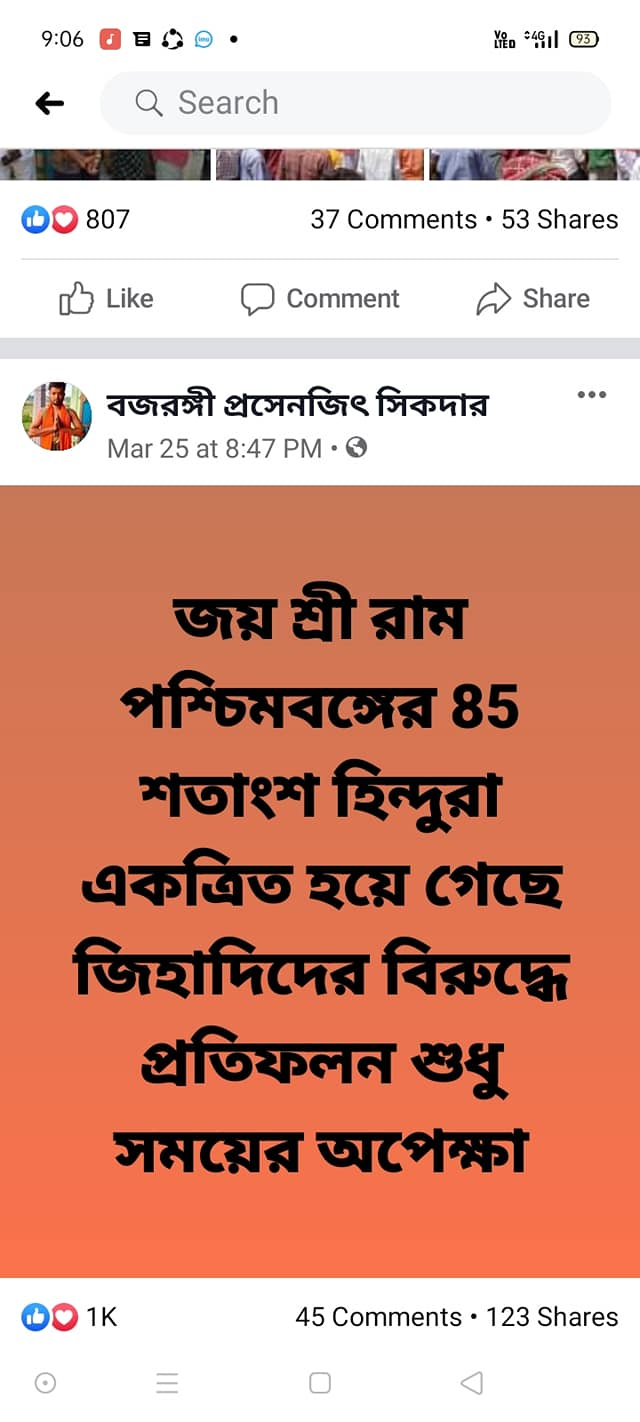 9:06 VoLTED 4G 93
Search
807 37 Comments • 53 Shares
Like Comment Share
বজরঙ্গী প্রসেনজিৎ সিকদার
Mar 25 at 8:47 PM •
জয় শ্রী রাম
পশ্চিমবঙ্গের 85
শতাংশ হিন্দুরা
একত্রিত হয়ে গেছে
জিহাদিদের বিরুদ্ধে
প্রতিফলন শুধু
সময়ের অপেক্ষা
1K 45 Comments • 123 Shares